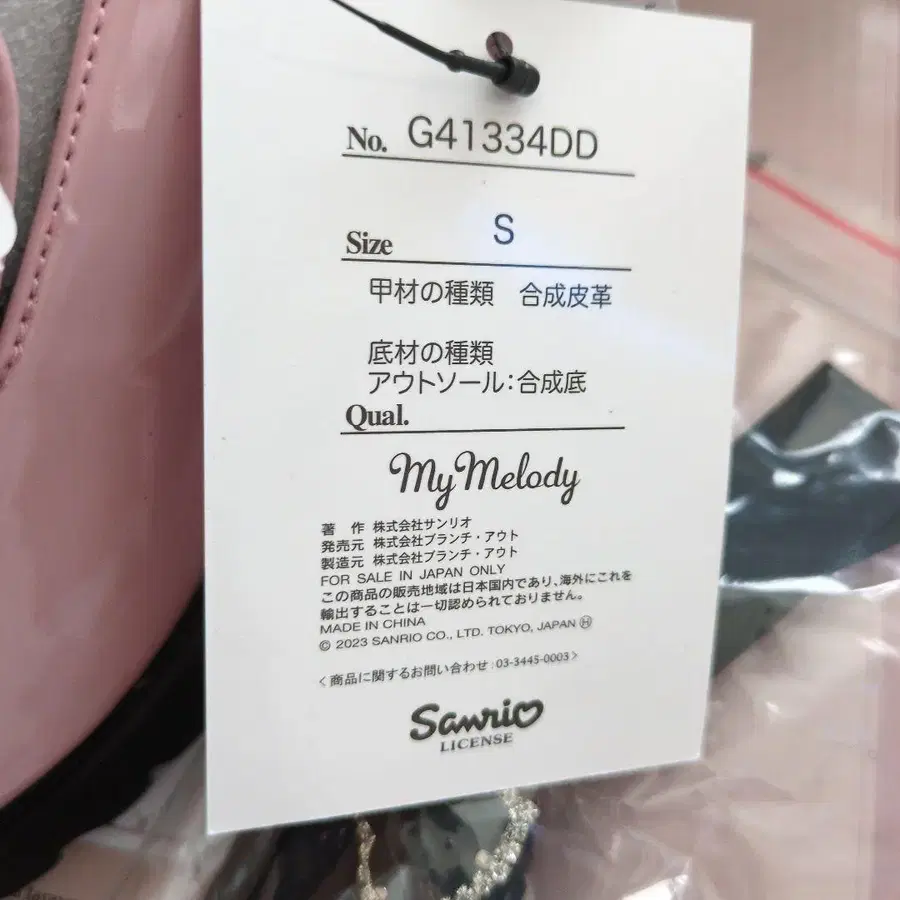 No. G41334DD
Size S
甲材の種類 合成皮革
底材の種類
アウトソール:合成底
Qual.
My Melody
著 作 株式会社サンリオ
発売元 株式会社ブランチ・アウト
製造元 株式会社ブランチ・アウト
FOR SALE IN JAPAN ONLY
この商品の販売地域は日本国内であり、海外にこれを
輸出することは一切認められておりません。
MADE IN CHINA
© 2023 SANRIO CO., LTD. TOKYO, JAPAN Ⓗ
<商品に関するお問い合わせ:03-3445-0003>
Sanrio
LICENSE